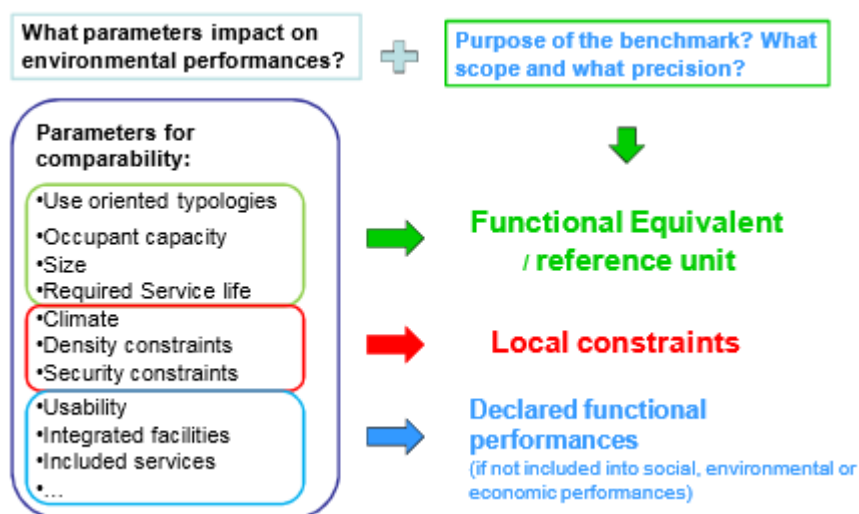 What parameters impact on
environmental performances?
Purpose of the benchmark? What
scope and what precision?
Parameters for
comparability:
•Use oriented typologies
•Occupant capacity
•Size
•Required Service life
•Climate
•Density constraints
•Security constraints
•Usability
•Integrated facilities
•Included services
•...
Functional Equivalent
/ reference unit
Local constraints
Declared functional
performances
(if not included into social, environmental or
economic performances)